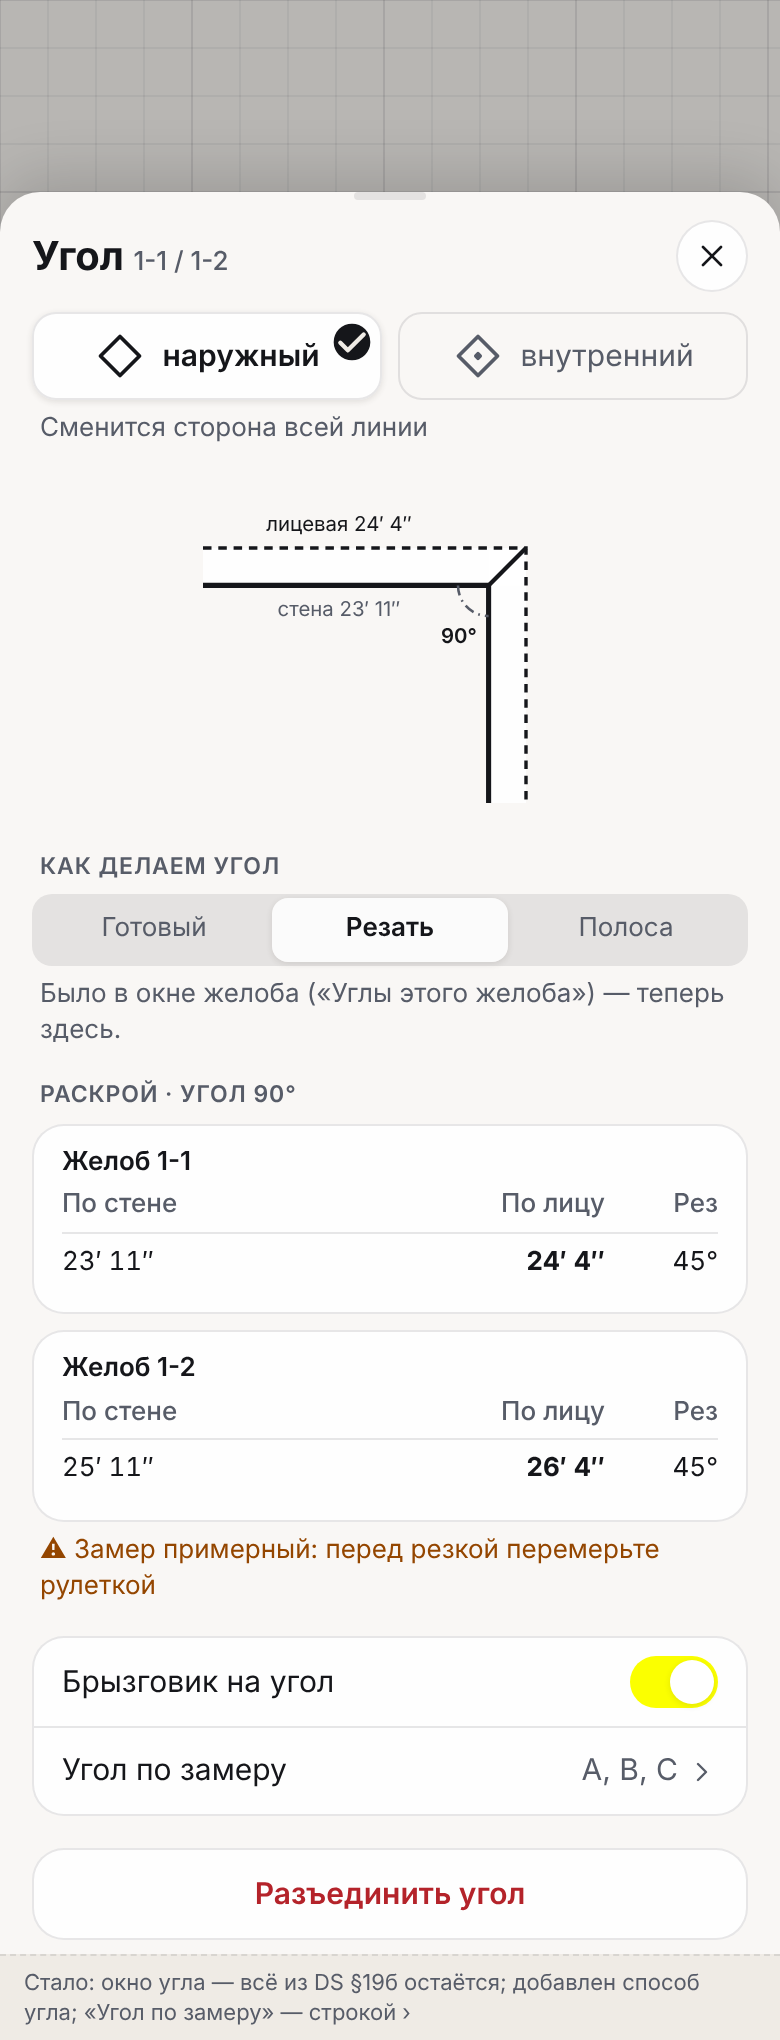 Угол 1-1 / 1-2
наружный
внутренний
Сменится сторона всей линии
лицевая 24′ 4″
стена 23′ 11″
90°
КАК ДЕЛАЕМ УГОЛ
Готовый Резать Полоса
Было в окне желоба («Углы этого желоба») — теперь
здесь.
РАСКРОЙ · УГОЛ 90°
Желоб 1-1
По стене По лицу Рез
23′ 11″ 24′ 4″ 45°
Желоб 1-2
По стене По лицу Рез
25′ 11″ 26′ 4″ 45°
⚠ Замер примерный: перед резкой перемерьте
рулеткой
Брызговик на угол
Угол по замеру A, B, C ›
Разъединить угол
Стало: окно угла — всё из DS §19б остаётся; добавлен способ
угла; «Угол по замеру» — строкой ›